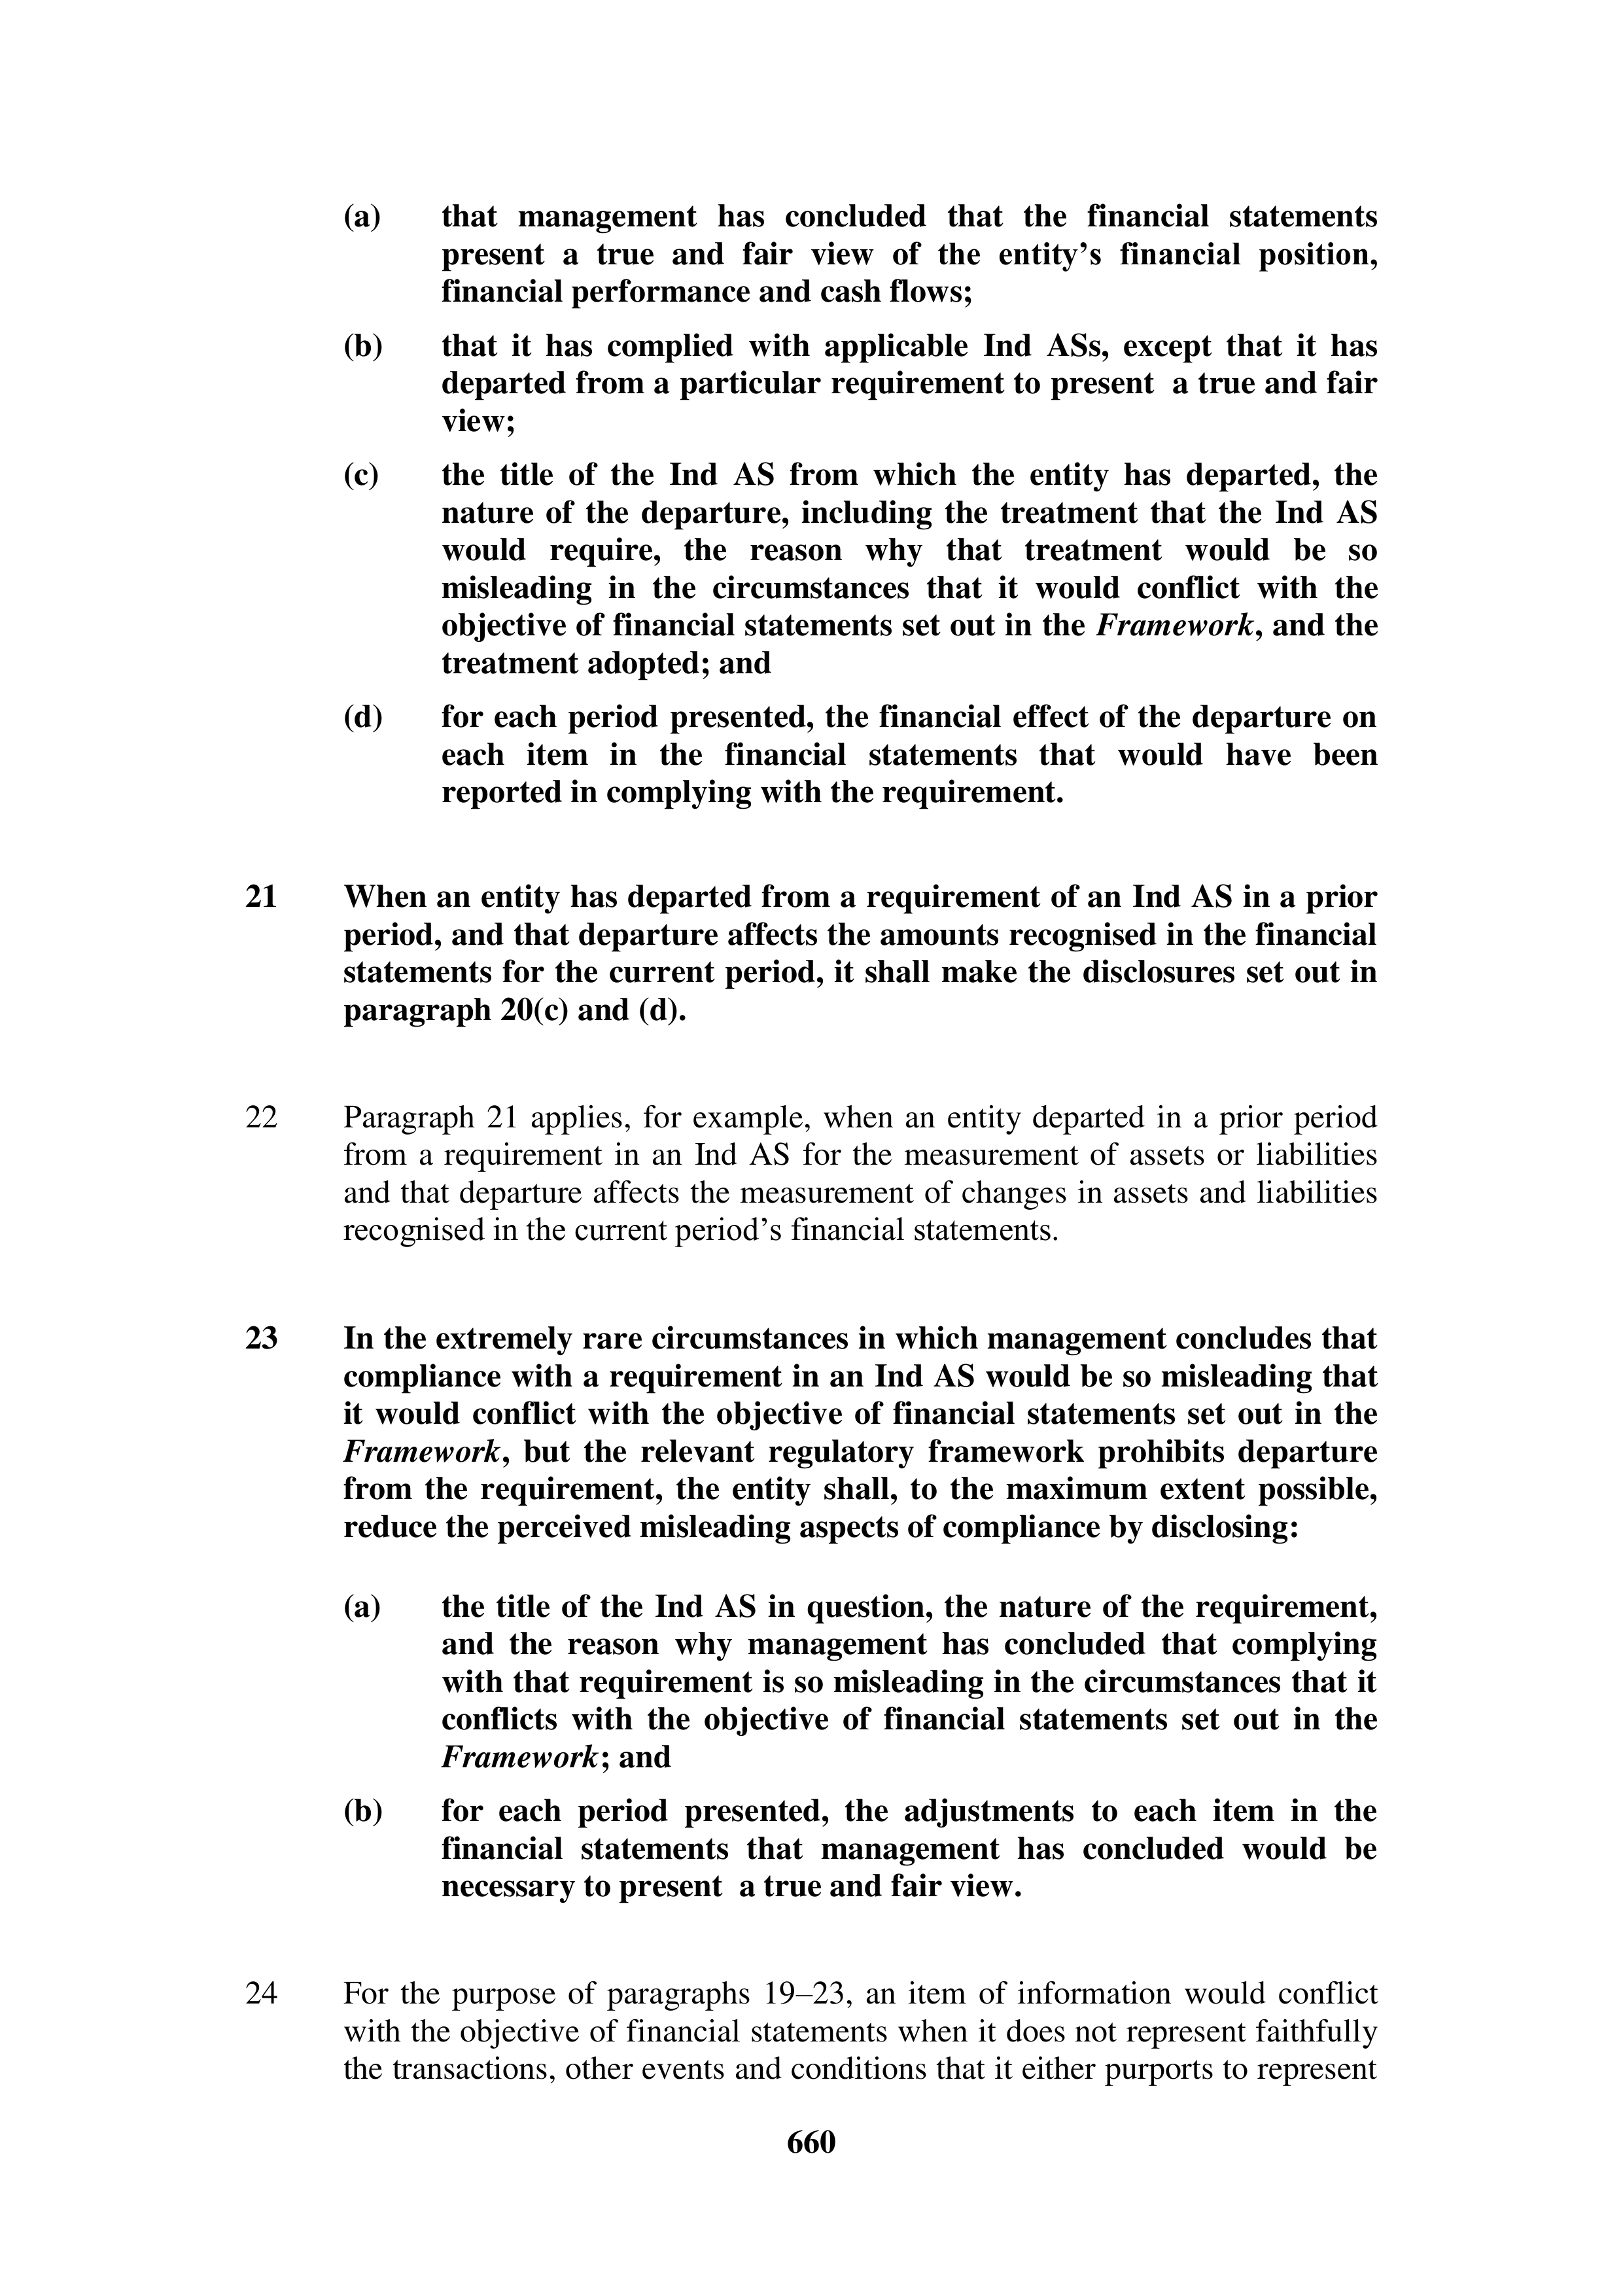 (a) that management has concluded that the financial statements
present a true and fair view of the entity’s financial position,
financial performance and cash flows;
(b) that it has complied with applicable Ind ASs, except that it has
departed from a particular requirement to present a true and fair
view;
(c) the title of the Ind AS from which the entity has departed, the
nature of the departure, including the treatment that the Ind AS
would require, the reason why that treatment would be so
misleading in the circumstances that it would conflict with the
objective of financial statements set out in the Framework, and the
treatment adopted; and
(d) for each period presented, the financial effect of the departure on
each item in the financial statements that would have been
reported in complying with the requirement.
21 When an entity has departed from a requirement of an Ind AS in a prior
period, and that departure affects the amounts recognised in the financial
statements for the current period, it shall make the disclosures set out in
paragraph 20(c) and (d).
22 Paragraph 21 applies, for example, when an entity departed in a prior period
from a requirement in an Ind AS for the measurement of assets or liabilities
and that departure affects the measurement of changes in assets and liabilities
recognised in the current period’s financial statements.
23 In the extremely rare circumstances in which management concludes that
compliance with a requirement in an Ind AS would be so misleading that
it would conflict with the objective of financial statements set out in the
Framework, but the relevant regulatory framework prohibits departure
from the requirement, the entity shall, to the maximum extent possible,
reduce the perceived misleading aspects of compliance by disclosing:
(a) the title of the Ind AS in question, the nature of the requirement,
and the reason why management has concluded that complying
with that requirement is so misleading in the circumstances that it
conflicts with the objective of financial statements set out in the
Framework; and
(b) for each period presented, the adjustments to each item in the
financial statements that management has concluded would be
necessary to present a true and fair view.
24 For the purpose of paragraphs 19–23, an item of information would conflict
with the objective of financial statements when it does not represent faithfully
the transactions, other events and conditions that it either purports to represent
660